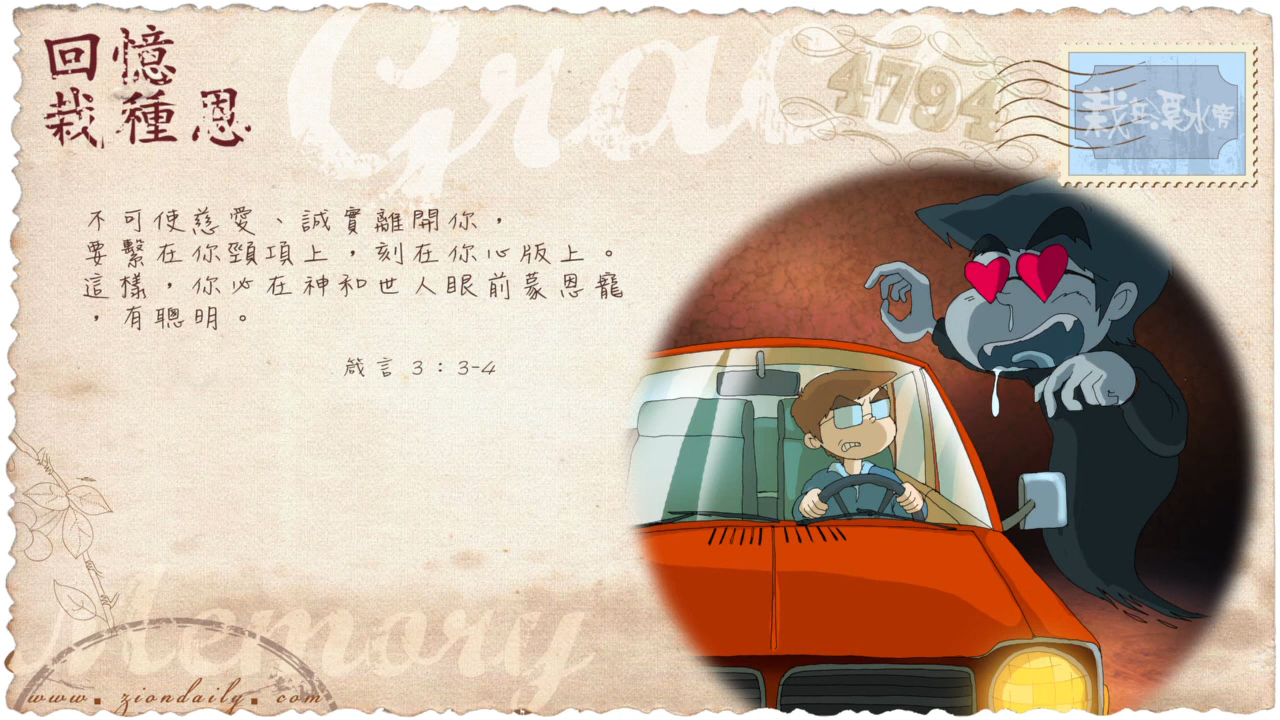 回憶
栽種恩
Grace
4794
不可使慈愛、誠實離開你，
要繫在你頸項上，刻在你心版上。
這樣，你必在神和世人眼前蒙恩寵
，有聰明。
箴言 3：3-4
Memory
www.ziondaily.com